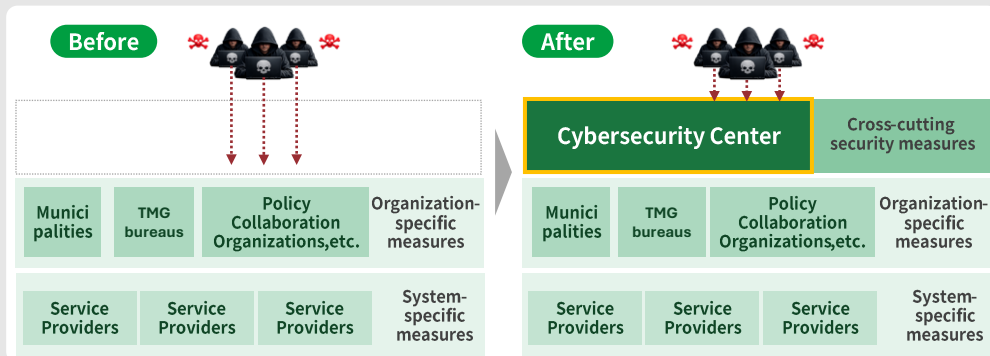 Before
Munici
palities
TMG
bureaus
Policy
Collaboration
Organizations,etc.
Organization-
specific
measures
Service
Providers
Service
Providers
Service
Providers
System-
specific
measures
After
Cybersecurity Center
Cross-cutting
security measures
Munici
palities
TMG
bureaus
Policy
Collaboration
Organizations,etc.
Organization-
specific
measures
Service
Providers
Service
Providers
Service
Providers
System-
specific
measures